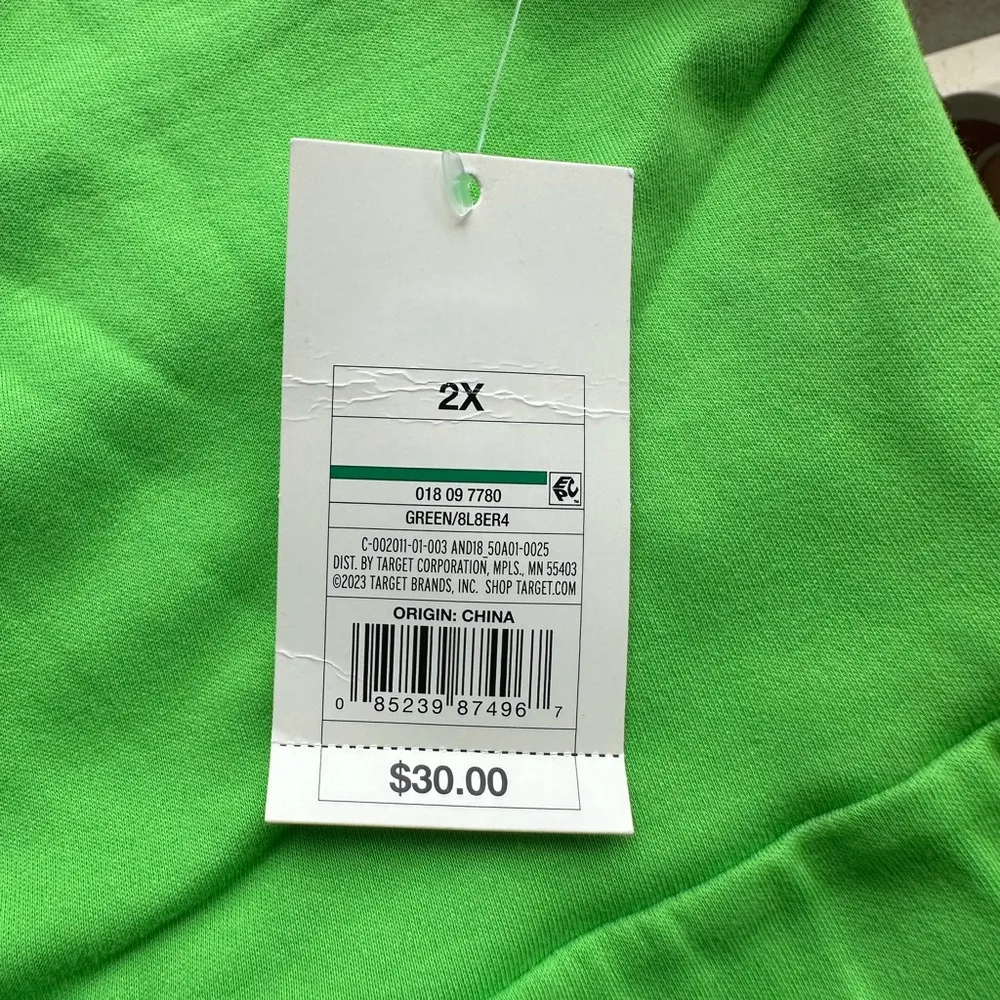 2X
EPC™
018 09 7780
GREEN/8L8ER4
C-002011-01-003 AND18_50A01-0025
DIST. BY TARGET CORPORATION, MPLS., MN 55403
©2023 TARGET BRANDS, INC. SHOP TARGET.COM
ORIGIN: CHINA
0 85239 87496 7
$30.00